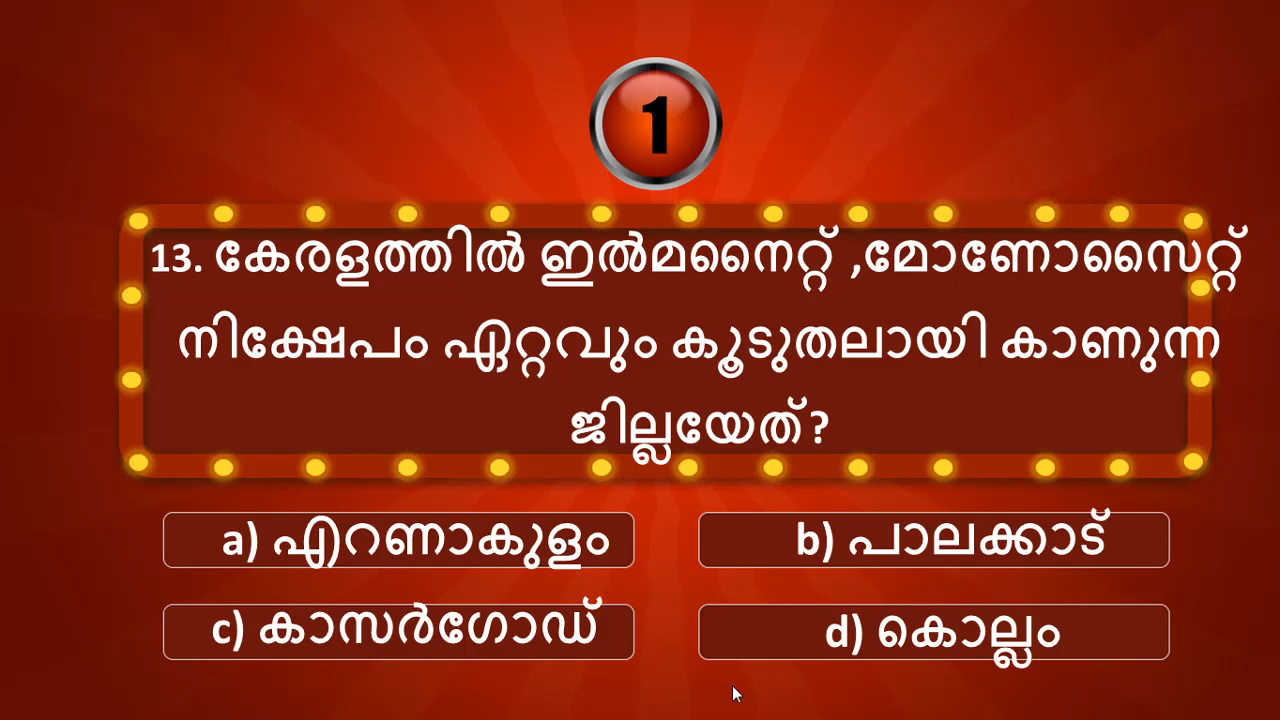 1
13. കേരളത്തിൽ ഇൽമനൈറ്റ് ,മോണോസൈറ്റ്
നിക്ഷേപം ഏറ്റവും കൂടുതലായി കാണുന്ന
ജില്ലയേത്?
a) എറണാകുളം
b) പാലക്കാട്
c) കാസർഗോഡ്
d) കൊല്ലം